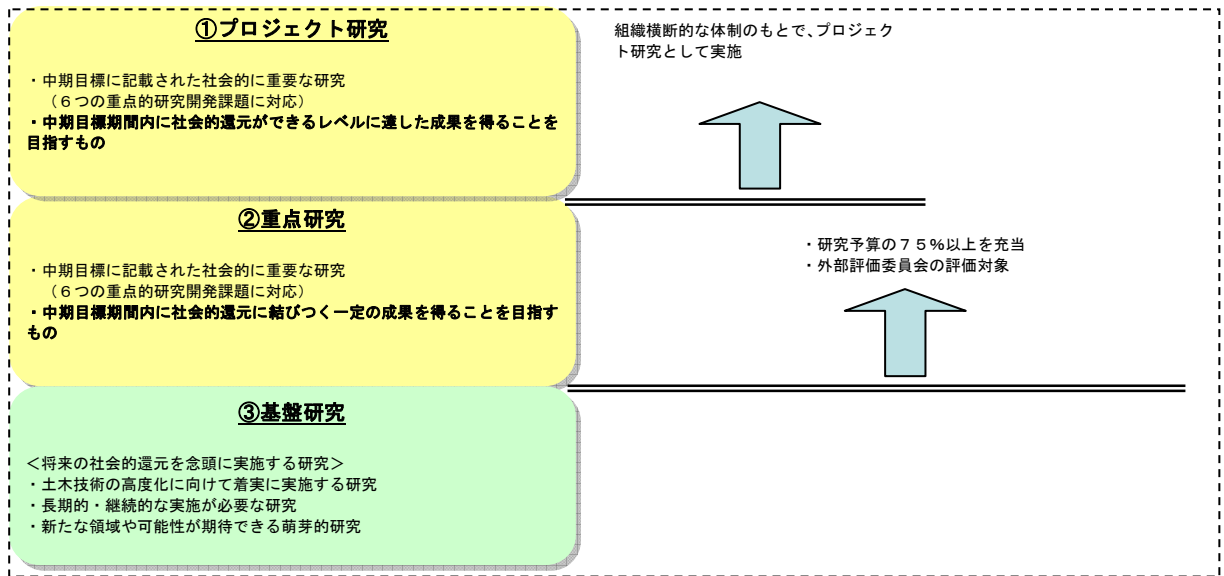 ①プロジェクト研究
組織横断的な体制のもとで、プロジェク
ト研究として実施
・中期目標に記載された社会的に重要な研究
（６つの重点的研究開発課題に対応）
・中期目標期間内に社会的還元ができるレベルに達した成果を得ることを
目指すもの
②重点研究
・研究予算の７５％以上を充当
・外部評価委員会の評価対象
・中期目標に記載された社会的に重要な研究
（６つの重点的研究開発課題に対応）
・中期目標期間内に社会的還元に結びつく一定の成果を得ることを目指す
もの
③基盤研究
＜将来の社会的還元を念頭に実施する研究＞
・土木技術の高度化に向けて着実に実施する研究
・長期的・継続的な実施が必要な研究
・新たな領域や可能性が期待できる萌芽的研究